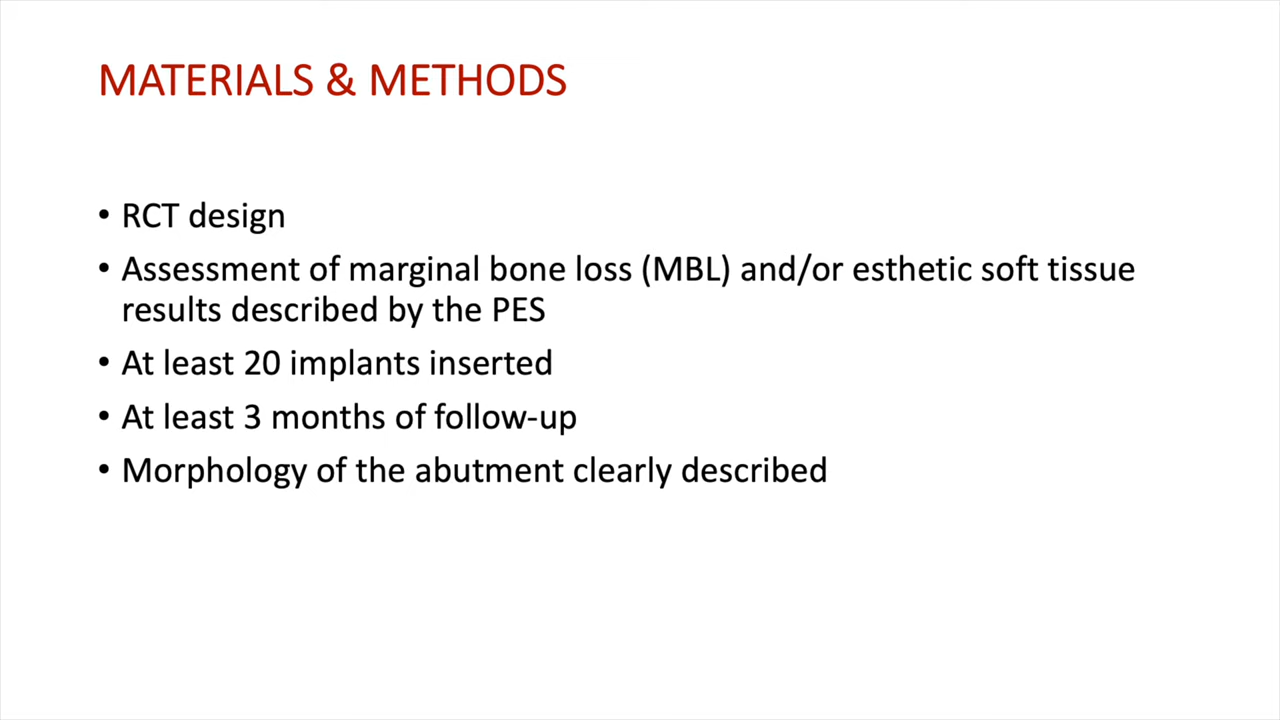 MATERIALS & METHODS
• RCT design
• Assessment of marginal bone loss (MBL) and/or esthetic soft tissue
results described by the PES
• At least 20 implants inserted
• At least 3 months of follow-up
• Morphology of the abutment clearly described